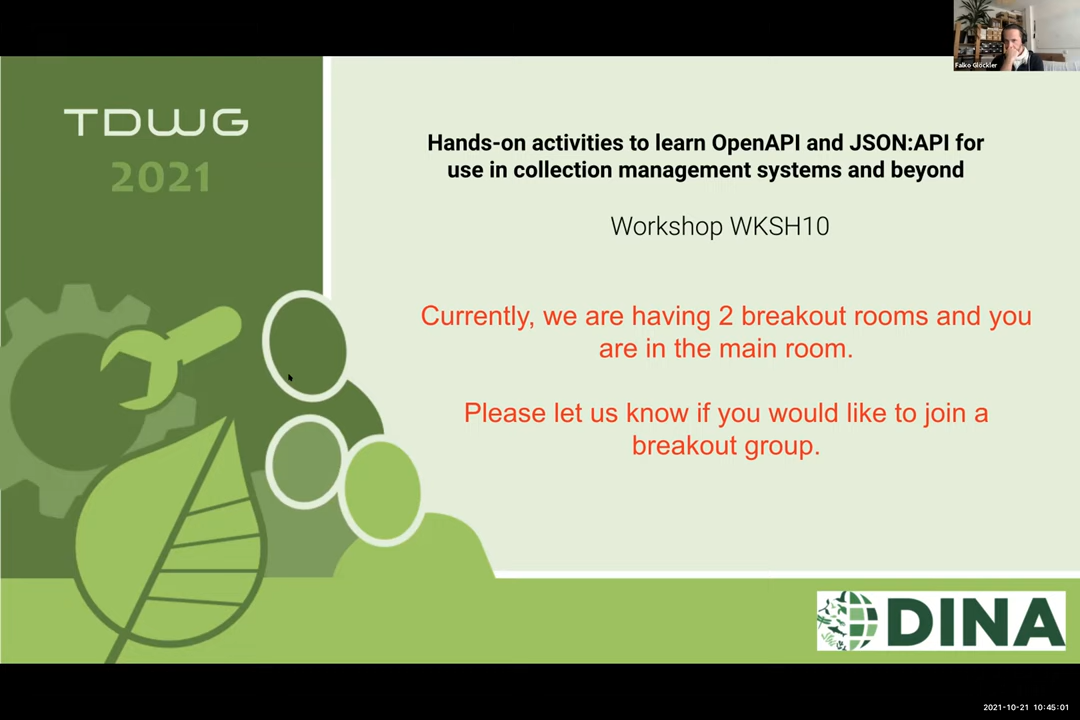 Falko Glöckler
TDWG
2021
Hands-on activities to learn OpenAPI and JSON:API for
use in collection management systems and beyond
Workshop WKSH10
Currently, we are having 2 breakout rooms and you
are in the main room.
Please let us know if you would like to join a
breakout group.
DINA
2021-10-21 10:45:01